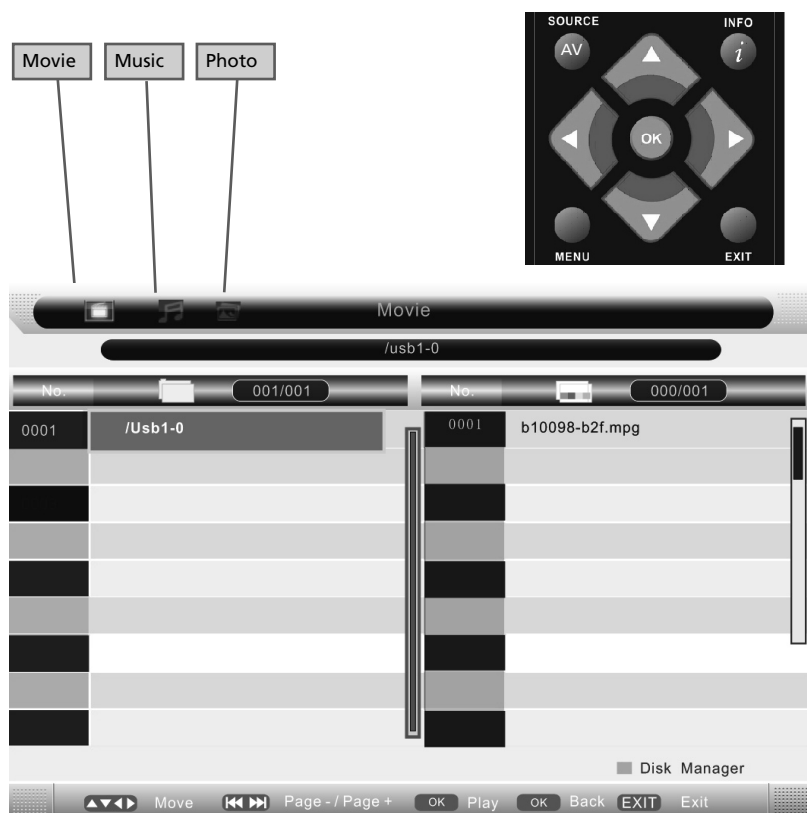 SOURCE INFO
AV i
OK
MENU EXIT
Movie Music Photo
Movie
/usb1-0
No. 001/001 No. 000/001
0001 /Usb1-0 0001 b10098-b2f.mpg
Disk Manager
Move Page - / Page + OK Play OK Back EXIT Exit